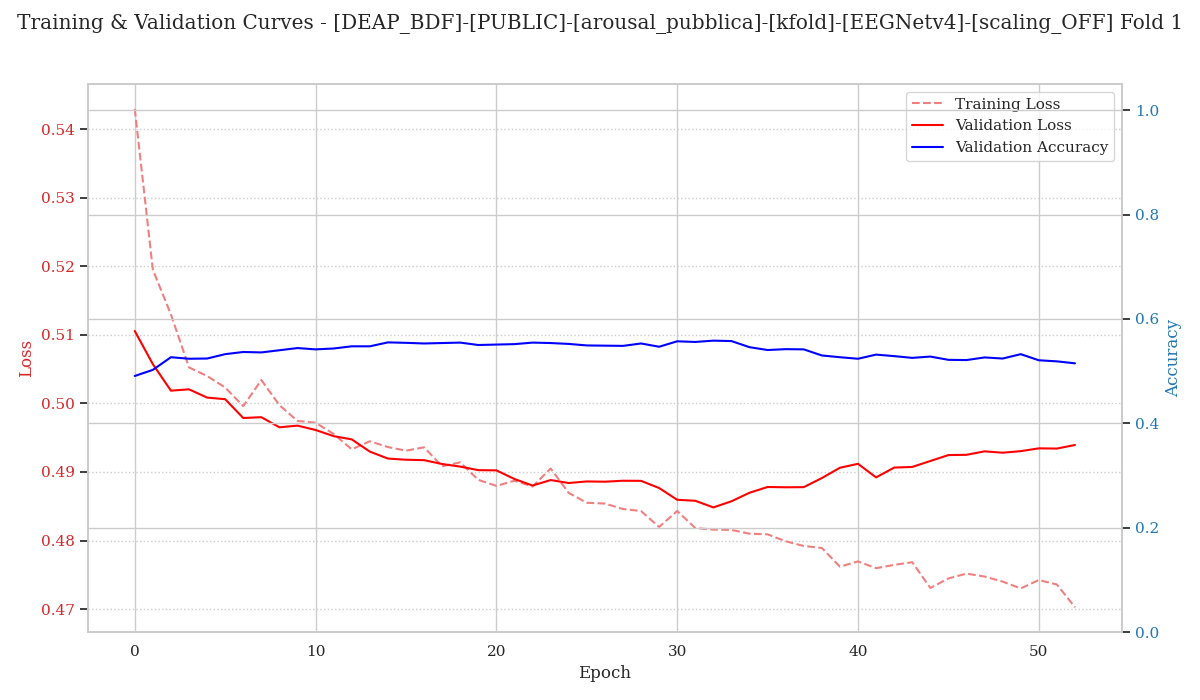 Training & Validation Curves - [DEAP_BDF]-[PUBLIC]-[arousal_pubblica]-[kfold]-[EEGNetv4]-[scaling_OFF] Fold 1
Training Loss
Validation Loss
Validation Accuracy
0.54
0.53
0.52
0.51
0.50
0.49
0.48
0.47
Loss
1.0
0.8
0.6
0.4
0.2
0.0
Accuracy
0
10
20
30
40
50
Epoch